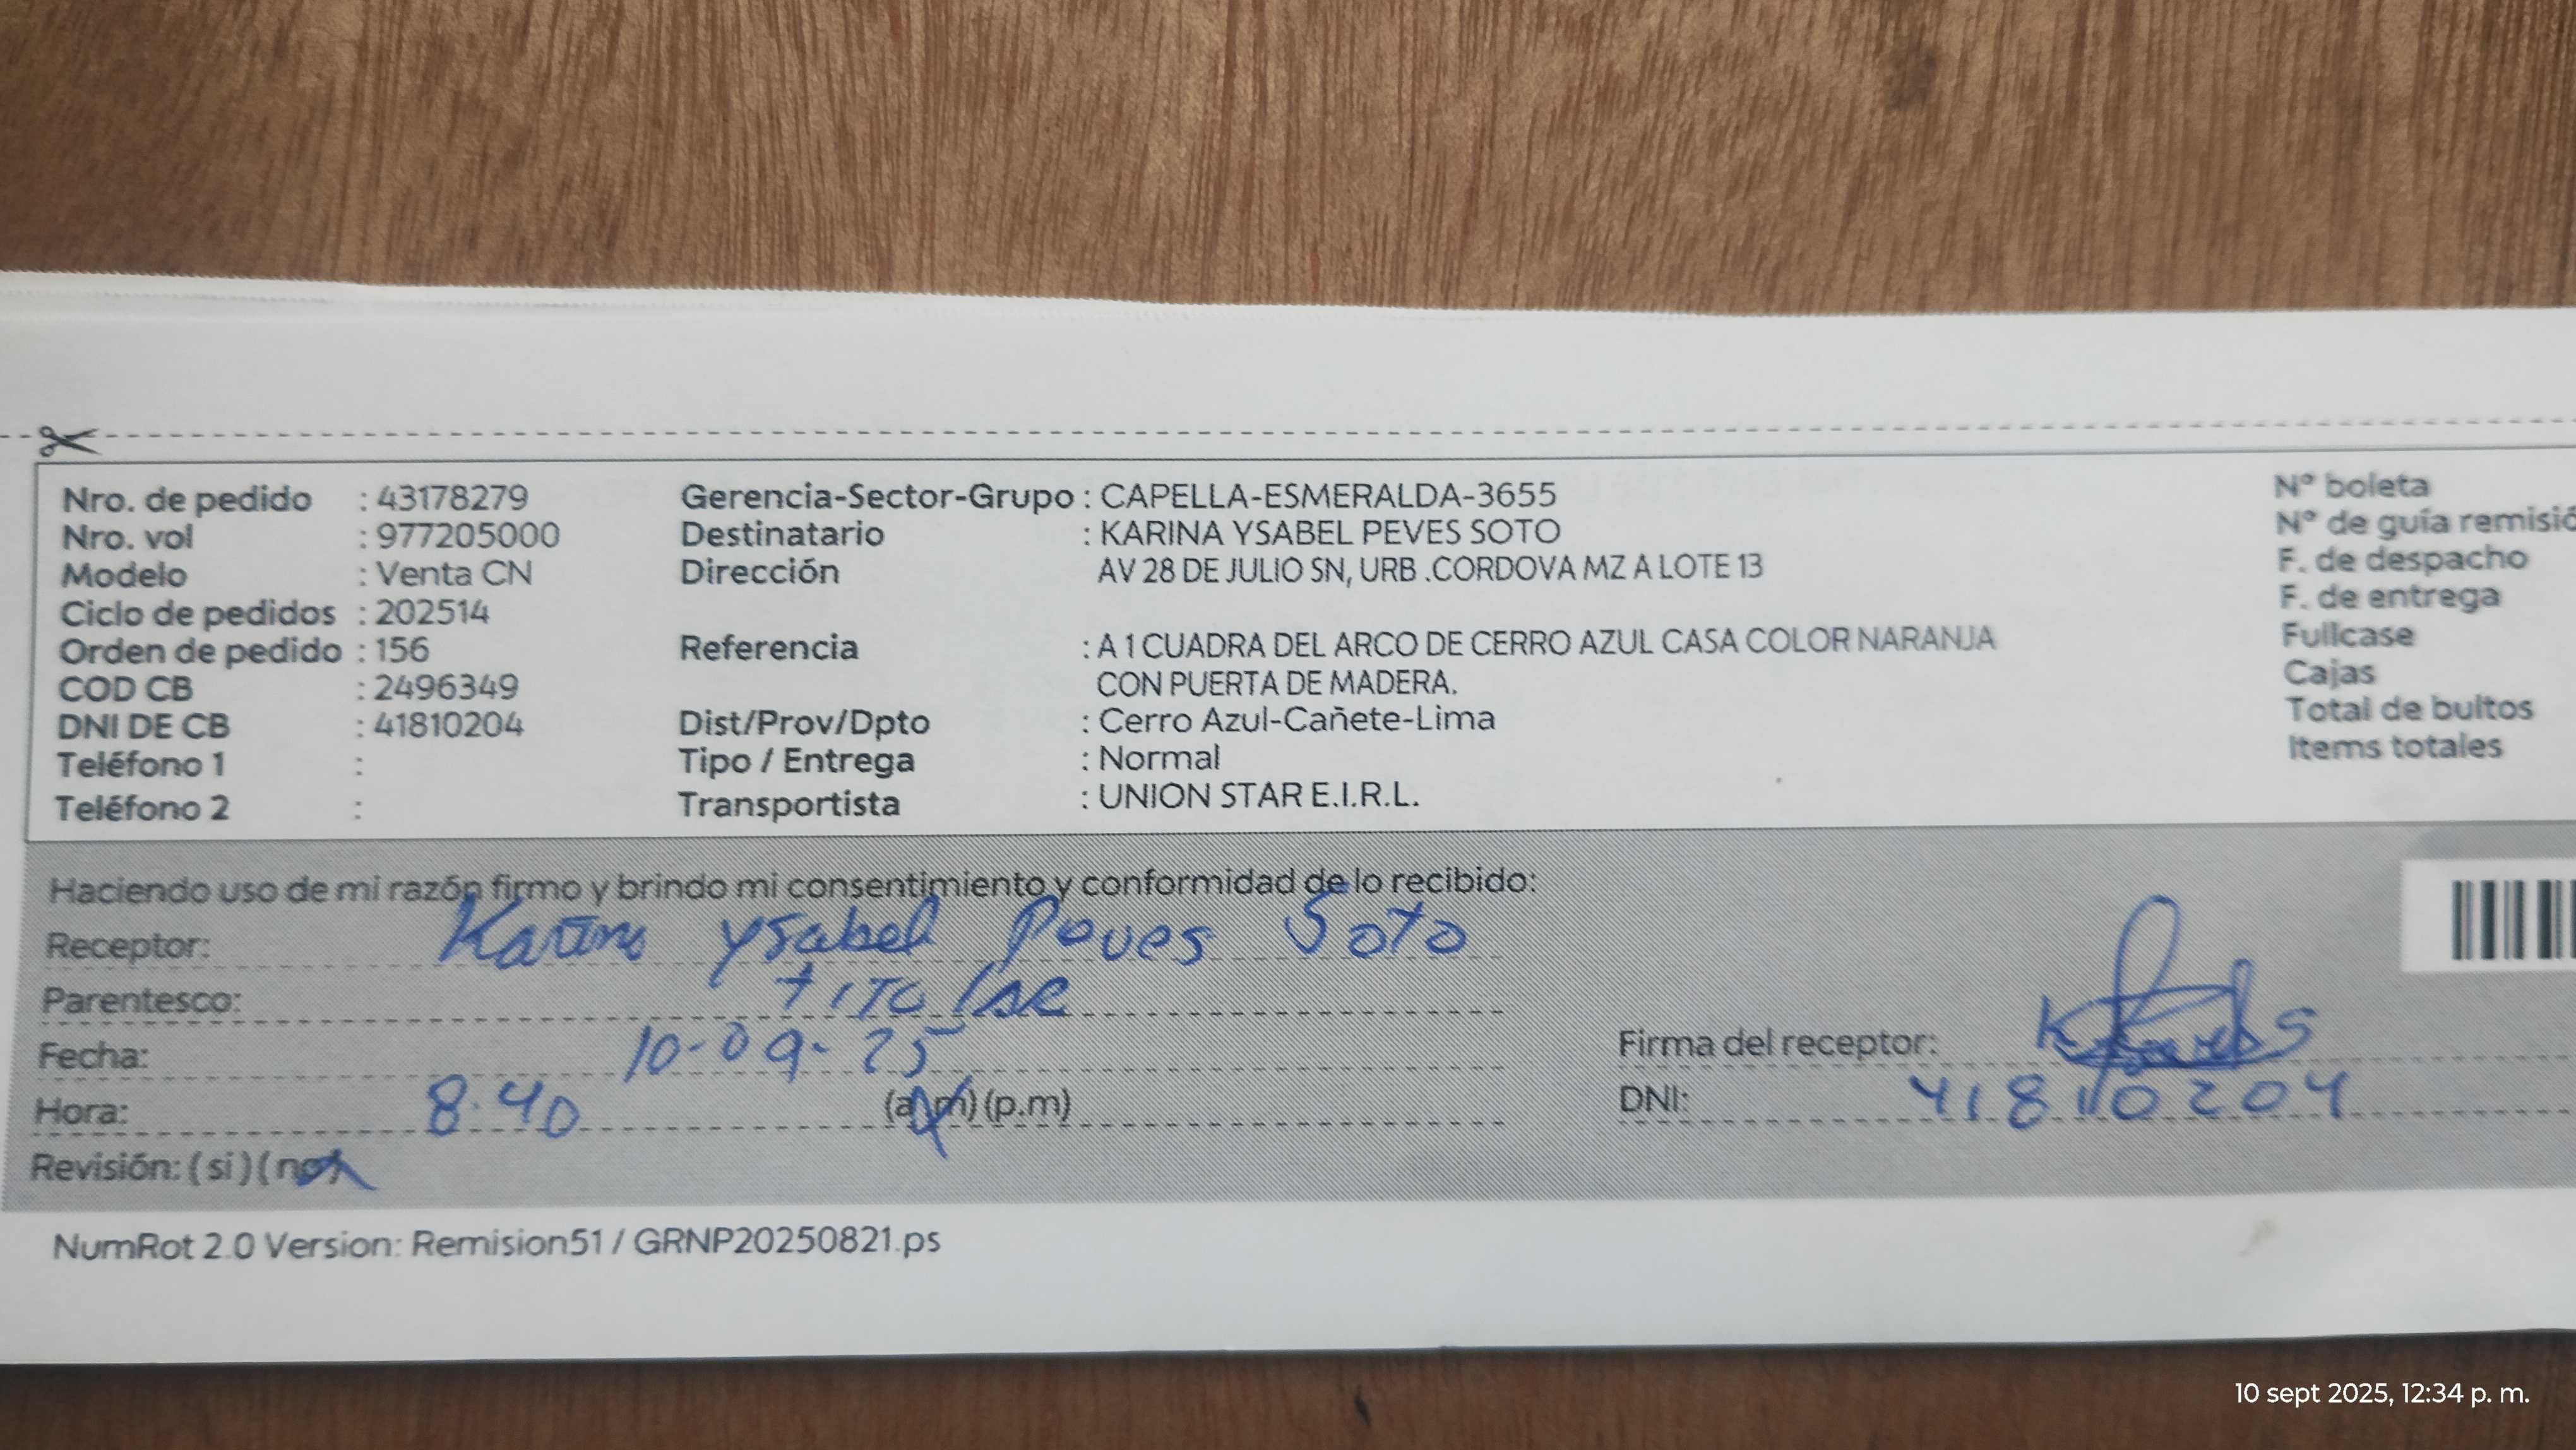 Nro. de pedido : 43178279 Gerencia-Sector-Grupo : CAPELLA-ESMERALDA-3655 Nº boleta
Nro. vol : 977205000 Destinatario : KARINA YSABEL PEVES SOTO Nº de guía remisió
Modelo : Venta CN Dirección AV 28 DE JULIO SN, URB .CORDOVA MZ A LOTE 13 F. de despacho
Ciclo de pedidos : 202514 F. de entrega
Orden de pedido : 156 Referencia : A 1 CUADRA DEL ARCO DE CERRO AZUL CASA COLOR NARANJA Fullcase
COD CB : 2496349 CON PUERTA DE MADERA. Cajas
DNI DE CB : 41810204 Dist/Prov/Dpto : Cerro Azul-Cañete-Lima Total de bultos
Teléfono 1 : Tipo / Entrega : Normal Items totales
Teléfono 2 : Transportista : UNION STAR E.I.R.L.
Haciendo uso de mi razón firmo y brindo mi consentimiento y conformidad de lo recibido:
Receptor: Karina Ysabel Peves Soto
Parentesco: titular
Fecha: 10-09-25 Firma del receptor:
Hora: 8.40 (a.m) (p.m) DNI: 41810204
Revisión: (si) (no)
NumRot 2.0 Version: Remision51 / GRNP20250821.ps
10 sept 2025, 12:34 p. m.